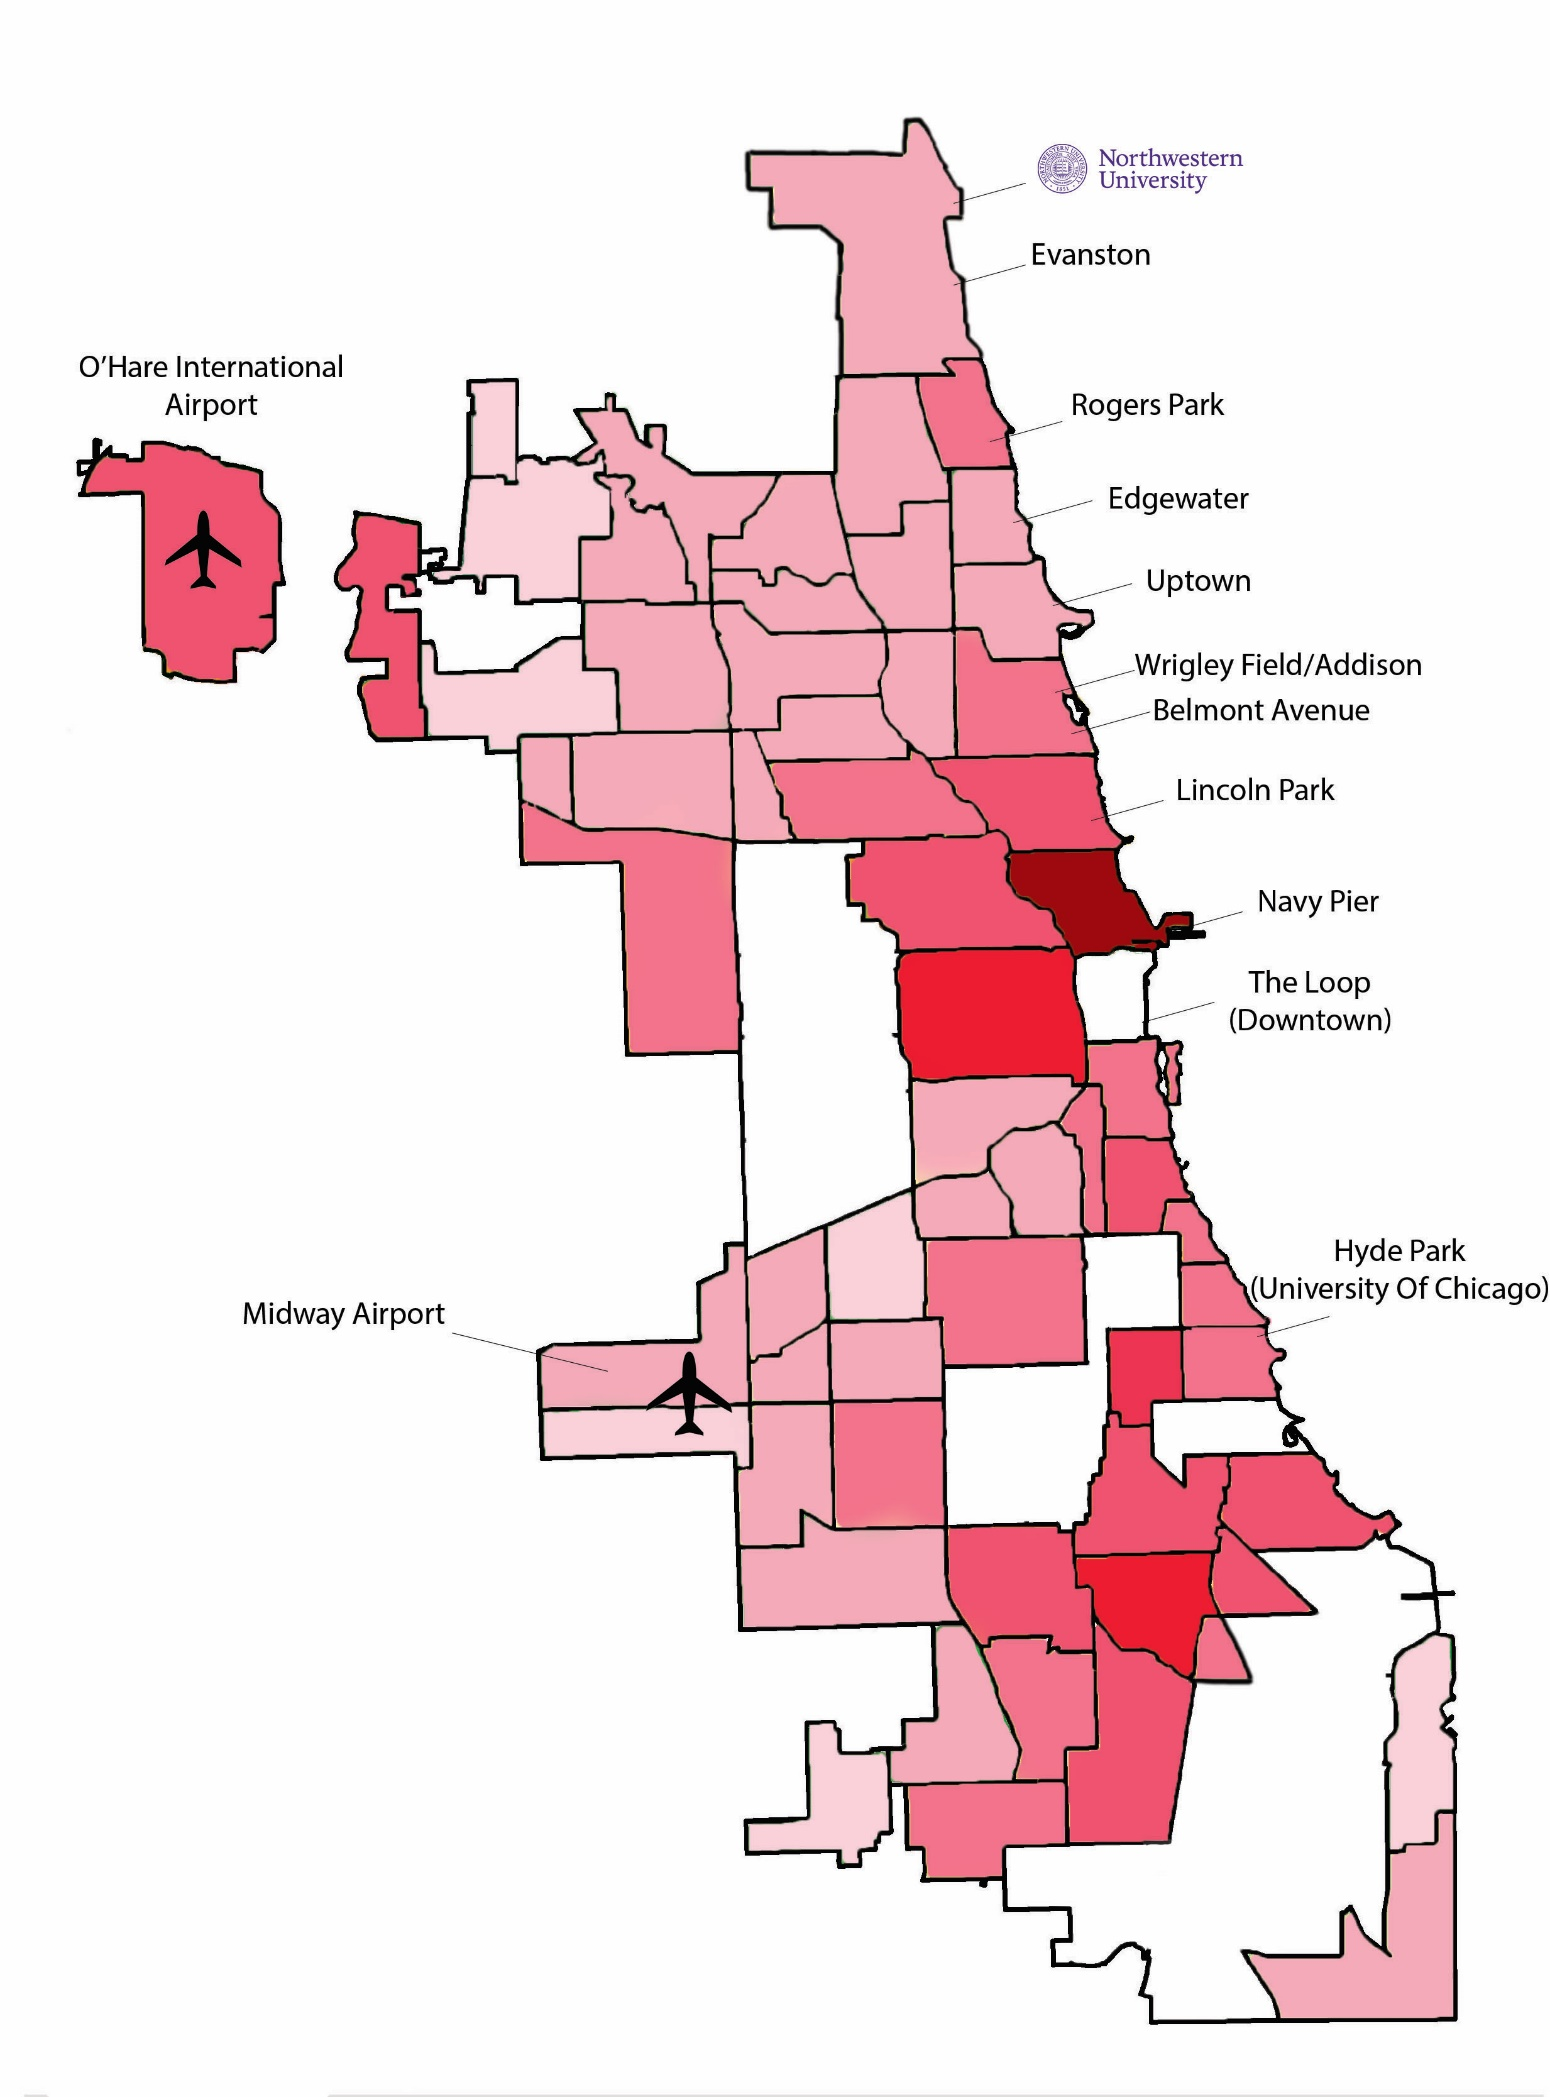 Northwestern
University
Evanston
O'Hare International
Airport
Rogers Park
Edgewater
Uptown
Wrigley Field/Addison
Belmont Avenue
Lincoln Park
Navy Pier
The Loop
(Downtown)
Hyde Park
(University Of Chicago)
Midway Airport